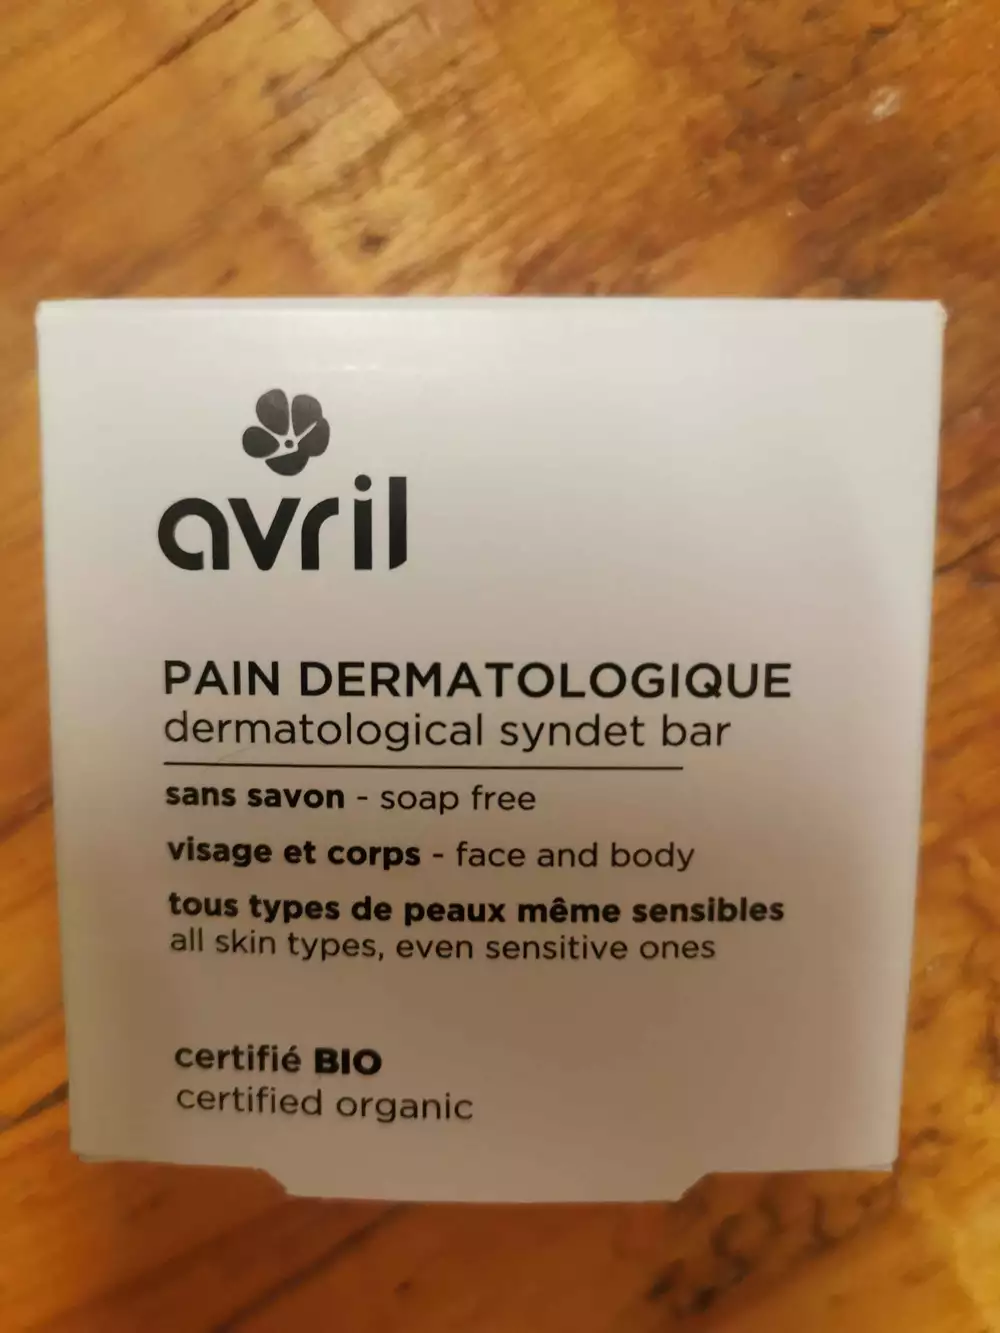 avril
PAIN DERMATOLOGIQUE
dermatological syndet bar
sans savon - soap free
visage et corps - face and body
tous types de peaux même sensibles
all skin types, even sensitive ones
certifié BIO
certified organic